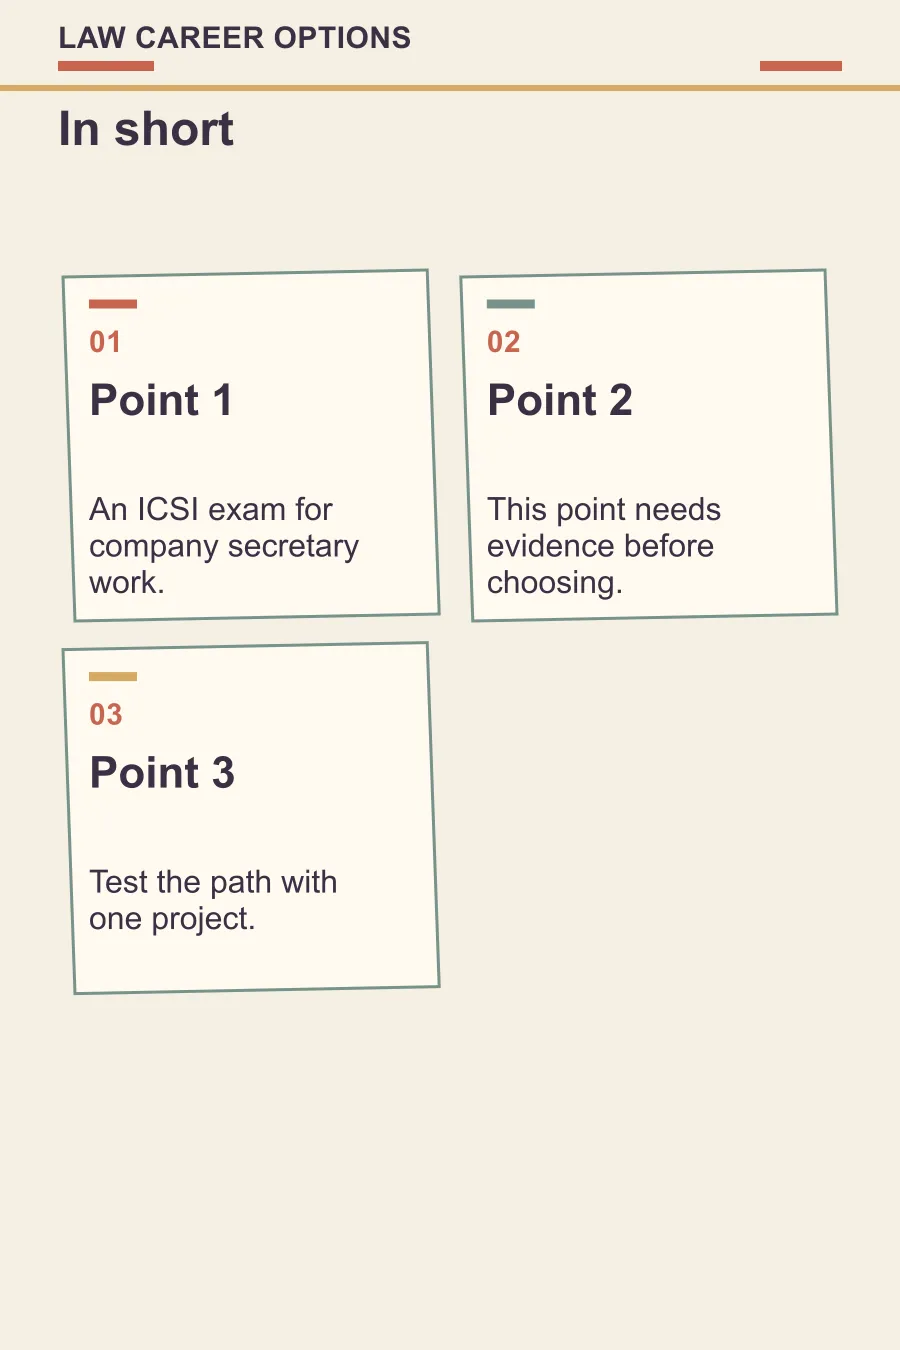 LAW CAREER OPTIONS
In short
01
Point 1
An ICSI exam for
company secretary
work.
02
Point 2
This point needs
evidence before
choosing.
03
Point 3
Test the path with
one project.